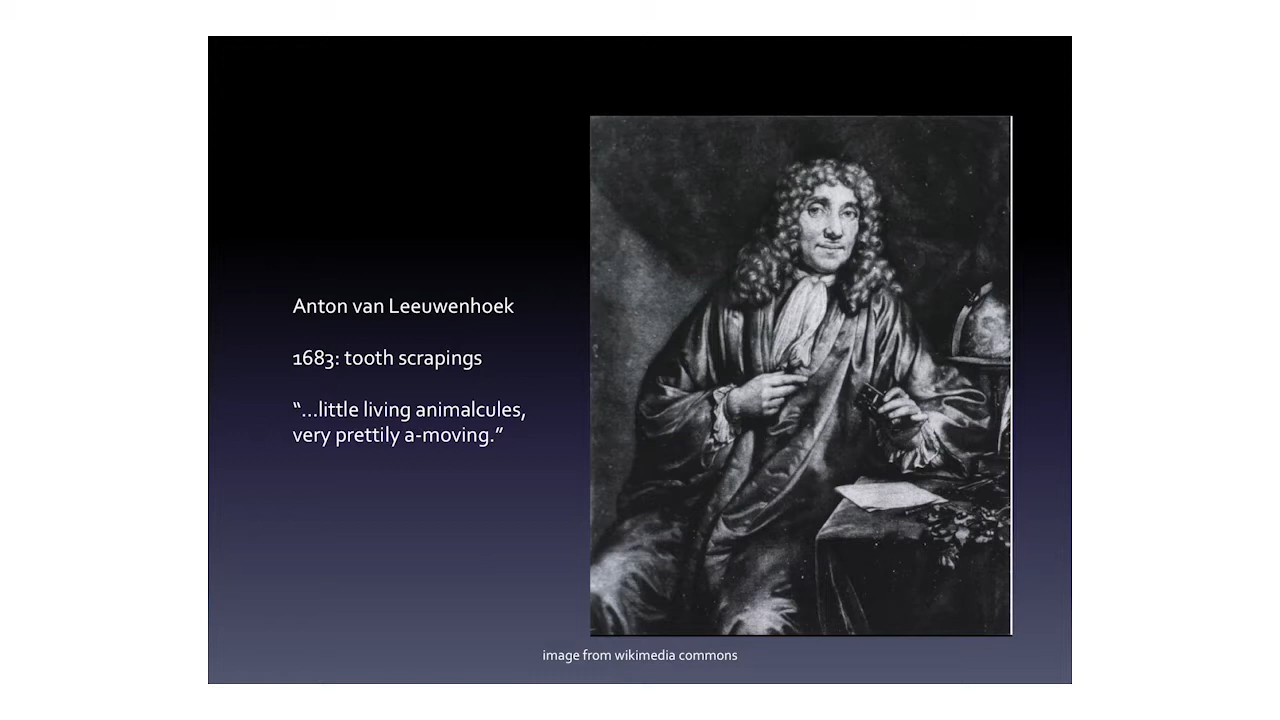 Anton van Leeuwenhoek
1683: tooth scrapings
“...little living animalcules,
very prettily a-moving.”
image from wikimedia commons